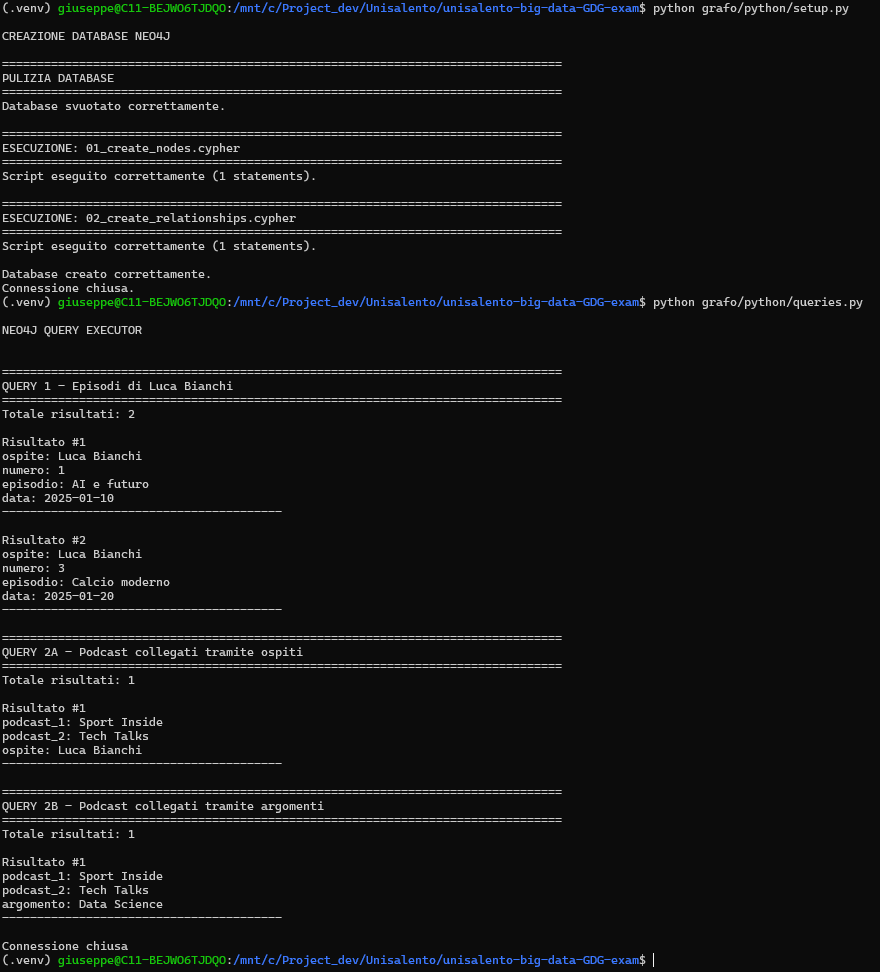 (.venv) giuseppe@C11-BEJWO6TJDQO:/mnt/c/Project_dev/Unisalento/unisalento-big-data-GDG-exam$ python grafo/python/setup.py
CREAZIONE DATABASE NEO4J
================================================================================
PULIZIA DATABASE
================================================================================
Database svuotato correttamente.
================================================================================
ESECUZIONE: 01_create_nodes.cypher
================================================================================
Script eseguito correttamente (1 statements).
================================================================================
ESECUZIONE: 02_create_relationships.cypher
================================================================================
Script eseguito correttamente (1 statements).
Database creato correttamente.
Connessione chiusa.
(.venv) giuseppe@C11-BEJWO6TJDQO:/mnt/c/Project_dev/Unisalento/unisalento-big-data-GDG-exam$ python grafo/python/queries.py
NEO4J QUERY EXECUTOR
================================================================================
QUERY 1 - Episodi di Luca Bianchi
================================================================================
Totale risultati: 2
Risultato #1
ospite: Luca Bianchi
numero: 1
episodio: AI e futuro
data: 2025-01-10
----------------------------------------
Risultato #2
ospite: Luca Bianchi
numero: 3
episodio: Calcio moderno
data: 2025-01-20
----------------------------------------
================================================================================
QUERY 2A - Podcast collegati tramite ospiti
================================================================================
Totale risultati: 1
Risultato #1
podcast_1: Sport Inside
podcast_2: Tech Talks
ospite: Luca Bianchi
----------------------------------------
================================================================================
QUERY 2B - Podcast collegati tramite argomenti
================================================================================
Totale risultati: 1
Risultato #1
podcast_1: Sport Inside
podcast_2: Tech Talks
argomento: Data Science
----------------------------------------
Connessione chiusa
(.venv) giuseppe@C11-BEJWO6TJDQO:/mnt/c/Project_dev/Unisalento/unisalento-big-data-GDG-exam$